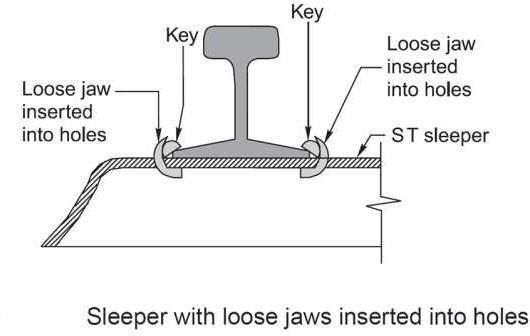 Key
Key
Loose jaw
inserted
into holes
Loose jaw
inserted
into holes
ST sleeper
Sleeper with loose jaws inserted into holes